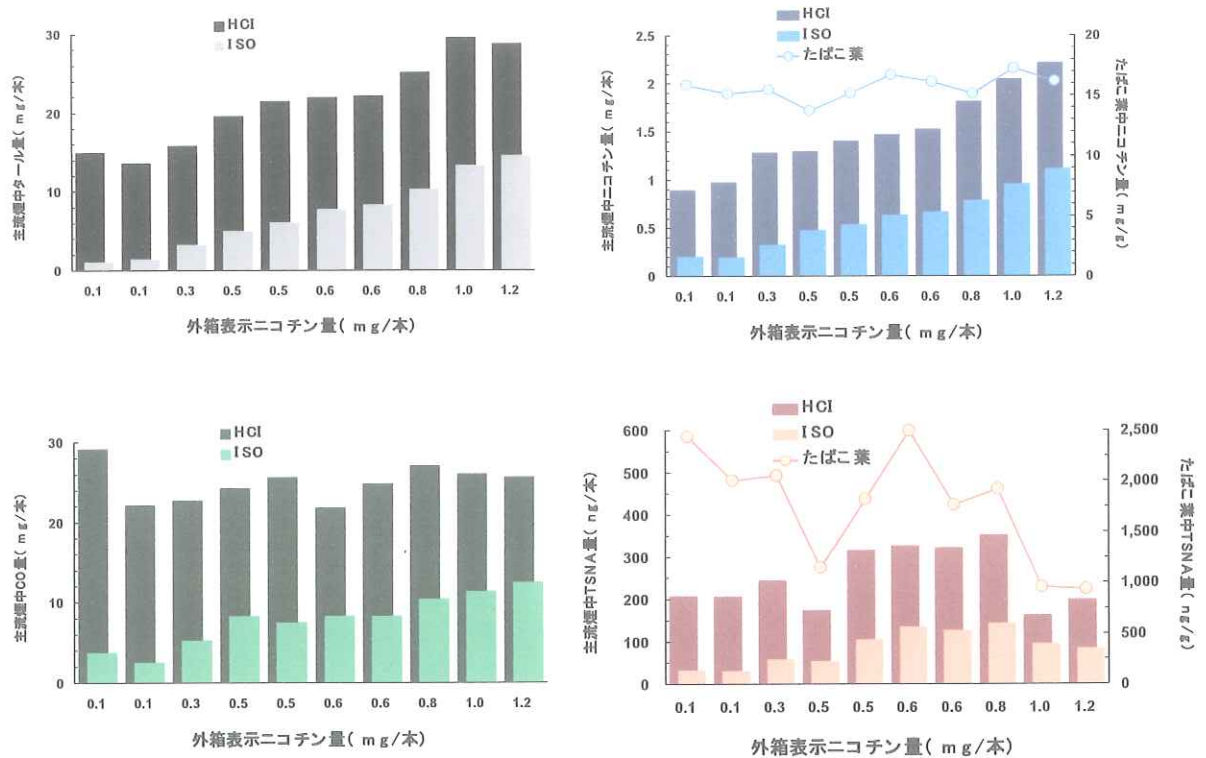 HCI
ISO
主流煙中タール量( mg/本)
30
20
10
0
0.1 0.1 0.3 0.5 0.5 0.6 0.6 0.8 1.0 1.2
外箱表示ニコチン量( mg/本)
HCI
ISO
たばこ葉
主流煙中ニコチン量( mg/本)
2.5
2
1.5
1
0.5
0
たばこ葉中ニコチン量( mg/g)
20
15
10
5
0
0.1 0.1 0.3 0.5 0.5 0.6 0.6 0.8 1.0 1.2
外箱表示ニコチン量( mg/本)
HCI
ISO
主流煙中CO量( mg/本)
30
20
10
0
0.1 0.1 0.3 0.5 0.5 0.6 0.6 0.8 1.0 1.2
外箱表示ニコチン量( mg/本)
HCI
ISO
たばこ葉
主流煙中TSNA量( ng/本)
600
500
400
300
200
100
0
たばこ葉中TSNA量( ng/g)
2,500
2,000
1,500
1,000
500
0
0.1 0.1 0.3 0.5 0.5 0.6 0.6 0.8 1.0 1.2
外箱表示ニコチン量( mg/本)